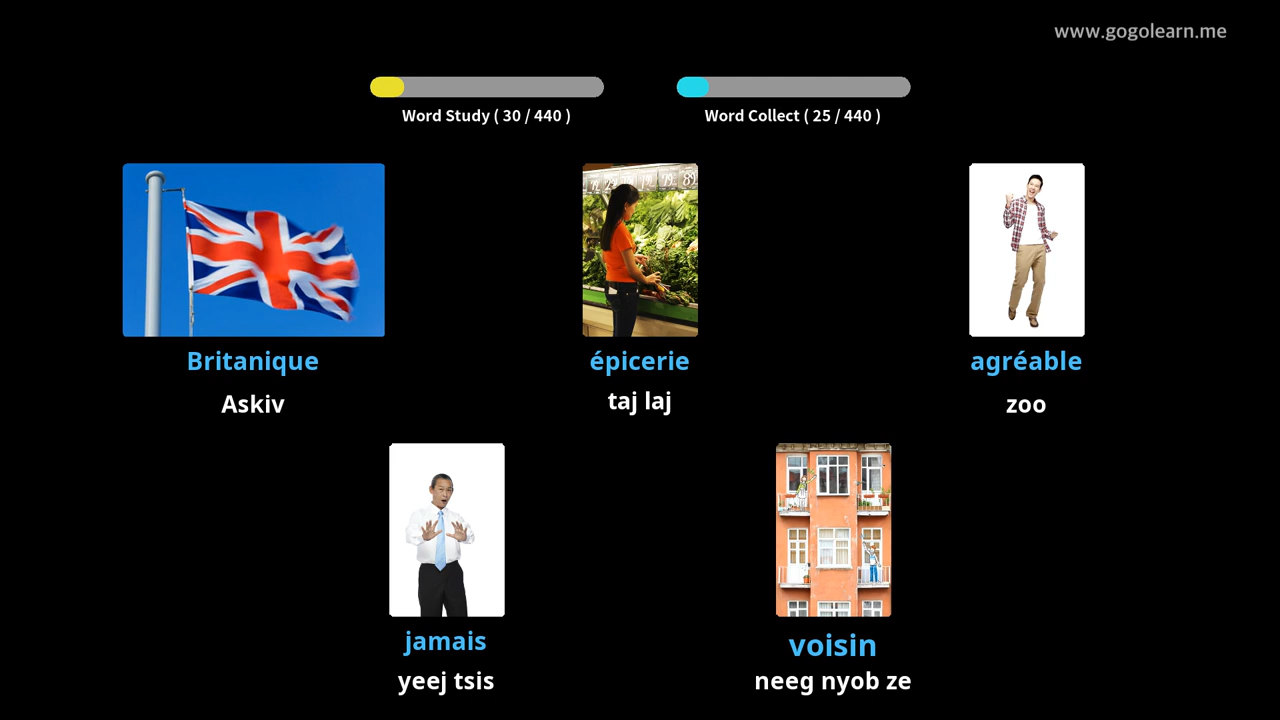 www.gogolearn.me
Word Study ( 30 / 440 )
Word Collect ( 25 / 440 )
Britanique
Askiv
épicerie
taj laj
agréable
zoo
jamais
yeej tsis
voisin
neeg nyob ze